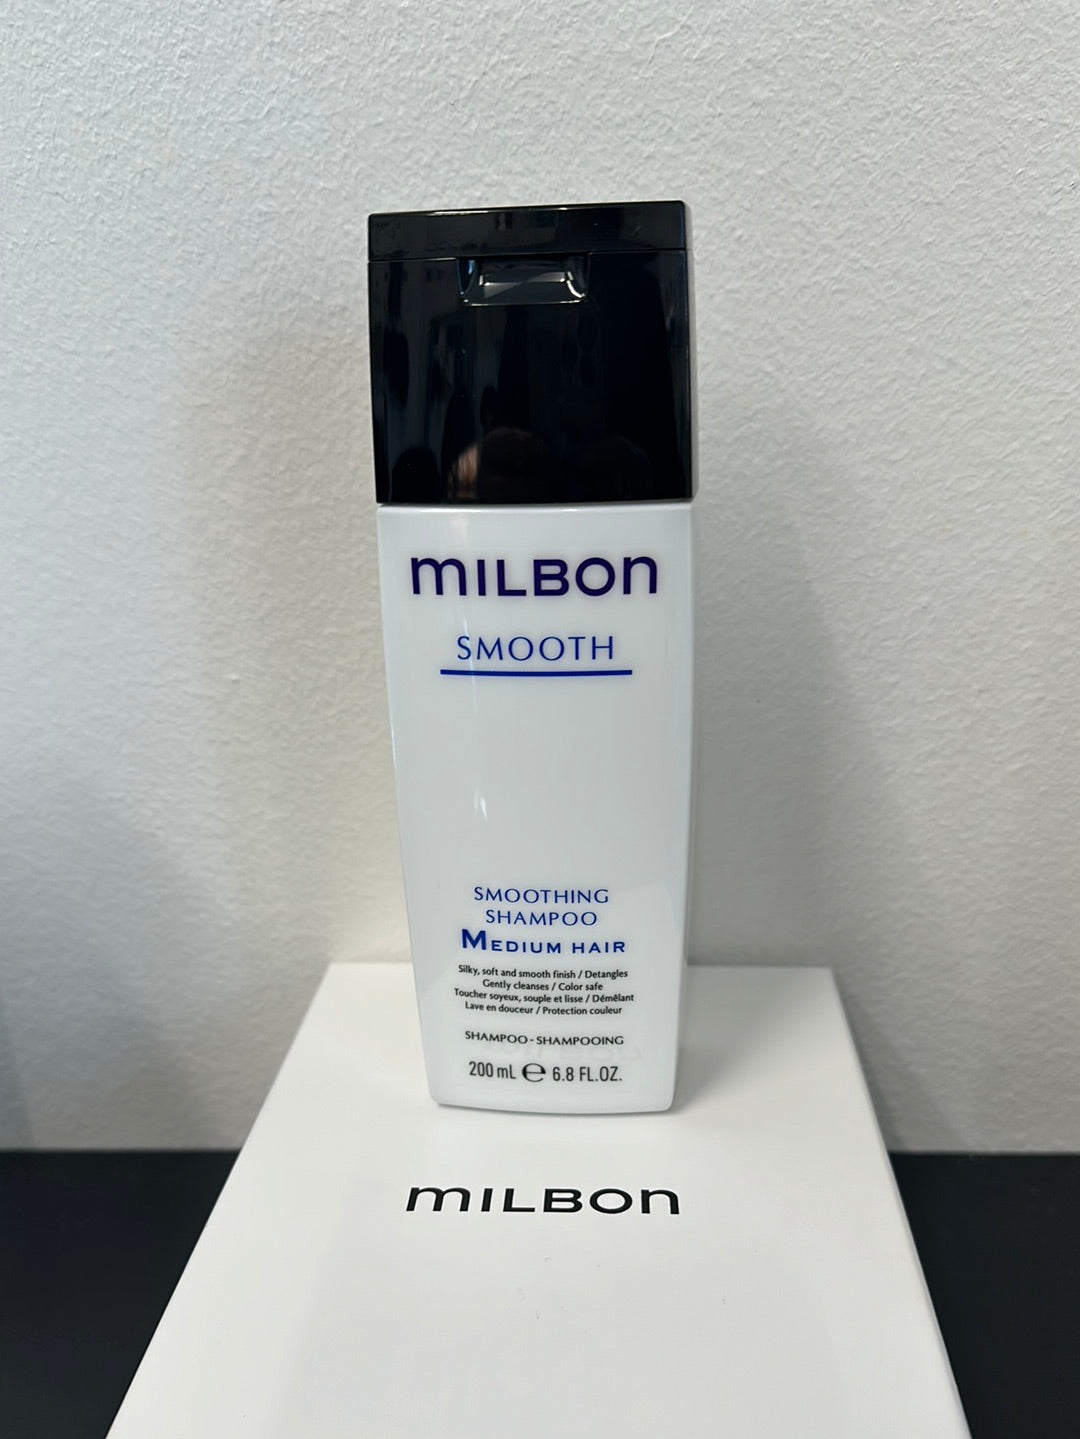 MILBON
SMOOTH
SMOOTHING
SHAMPOO
MEDIUM HAIR
Silky, soft and smooth finish / Detangles
Gently cleanses / Color safe
Toucher soyeux, souple et lisse / Démêlant
Lave en douceur / Protection couleur
SHAMPOO - SHAMPOOING
200 mL ℮ 6.8 FL.OZ.
MILBON